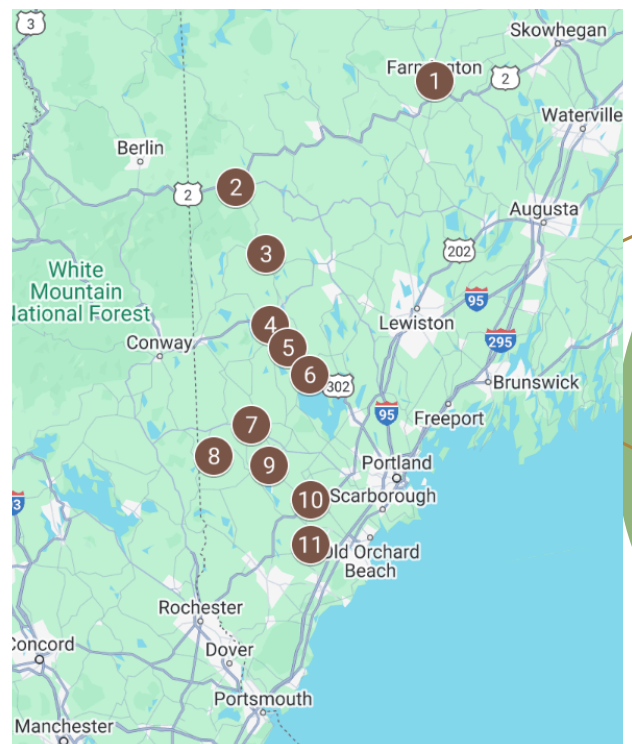 3
Skowhegan
Farmington
1
2
Waterville
Berlin
2
2
Augusta
202
3
White
Mountain
National Forest
95
4
Lewiston
295
Conway
5
6
302
Brunswick
95
Freeport
7
8
9
Portland
10
Scarborough
3
11
Old Orchard
Beach
Rochester
Concord
Dover
Portsmouth
Manchester